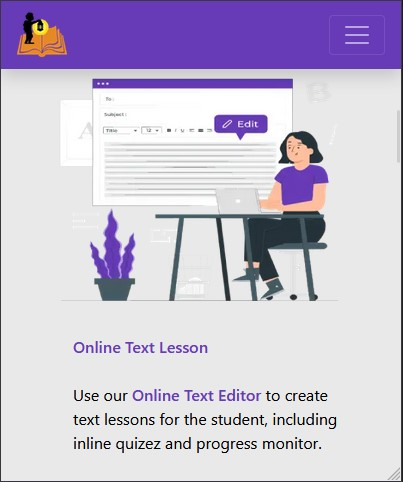 To :
Subject :
Title 12 B I U
Edit
A
B
Online Text Lesson
Use our Online Text Editor to create
text lessons for the student, including
inline quizez and progress monitor.